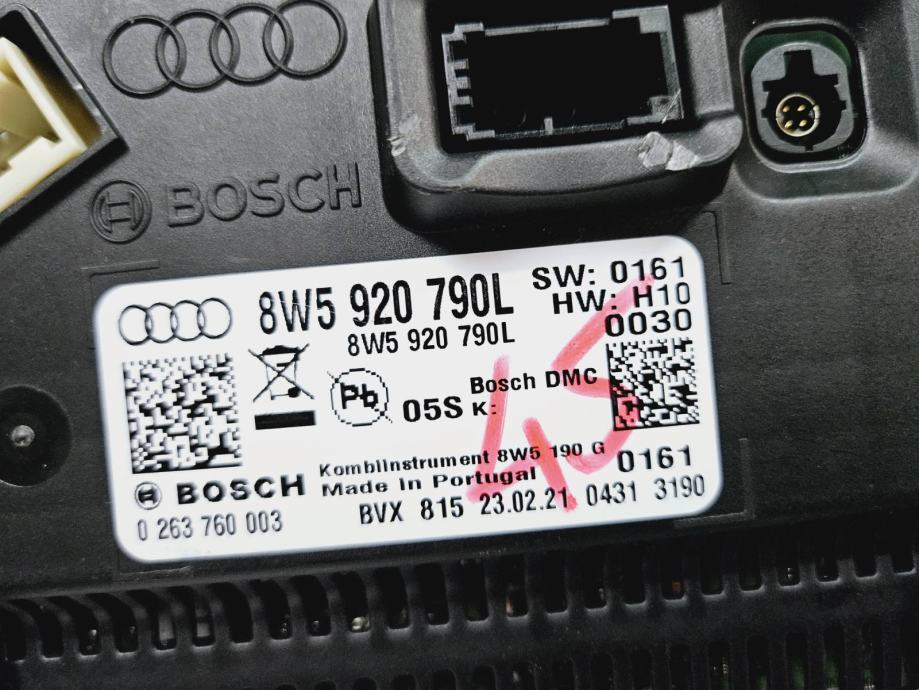 BOSCH
8W5 920 790L
SW: 0161
HW: H10
8W5 920 790L
0030
Pb
05S
Bosch DMC
K:
45
Kombiinstrument 8W5 190 G
0161
BOSCH
Made in Portugal
0 263 760 003
BVX 815 23.02.21 0431 3190